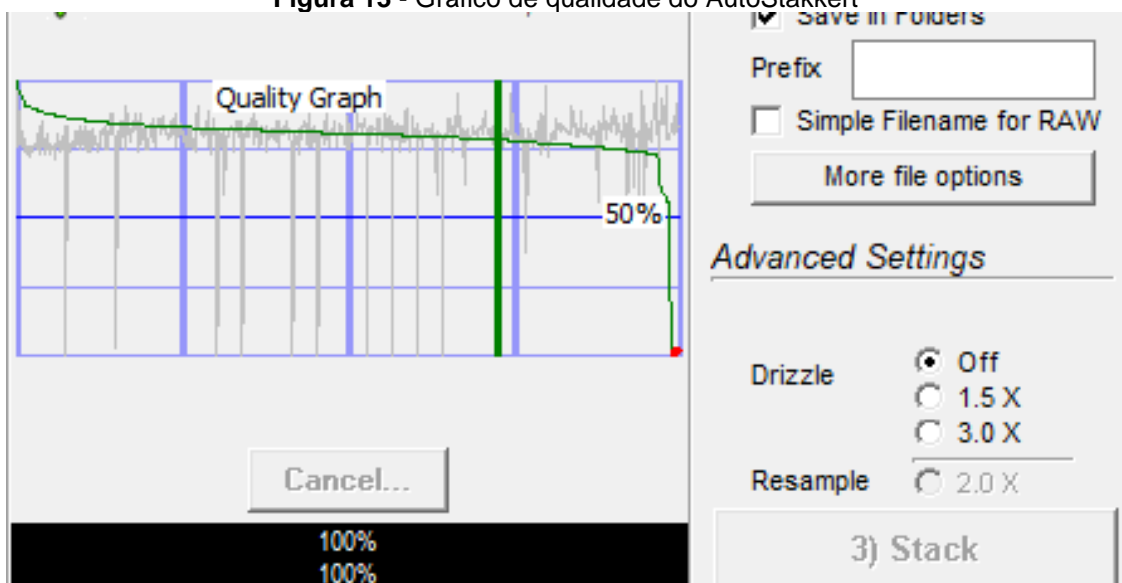 Figura 13 - Gráfico de qualidade do AutoStakkert
Save in Folders
Prefix
Quality Graph
Simple Filename for RAW
More file options
50%
Advanced Settings
Drizzle
Off
1.5 X
3.0 X
Resample
2.0 X
Cancel...
100%
100%
3) Stack